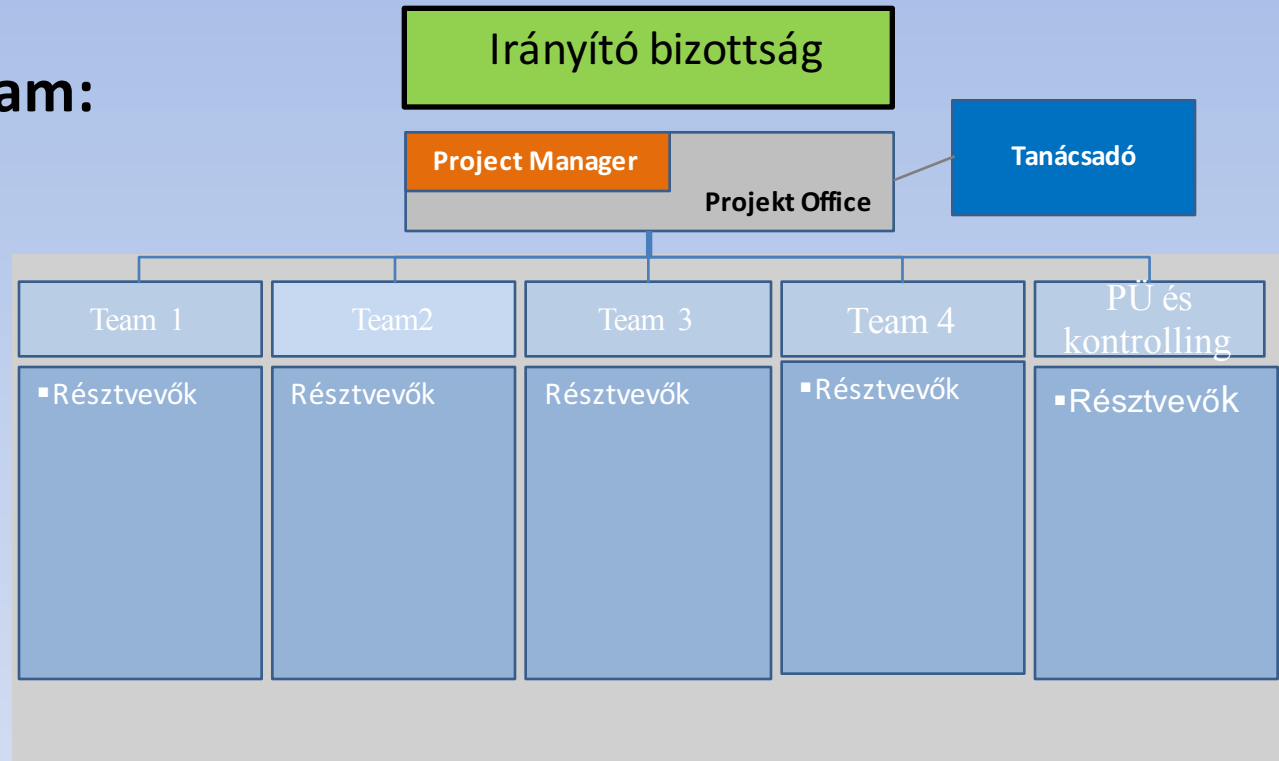 Irányító bizottság
am:
Project Manager
Projekt Office
Tanácsadó
Team 1
Team2
Team 3
Team 4
PÜ és
kontrolling
▪Résztvevők
Résztvevők
Résztvevők
▪Résztvevők
▪Résztvevők